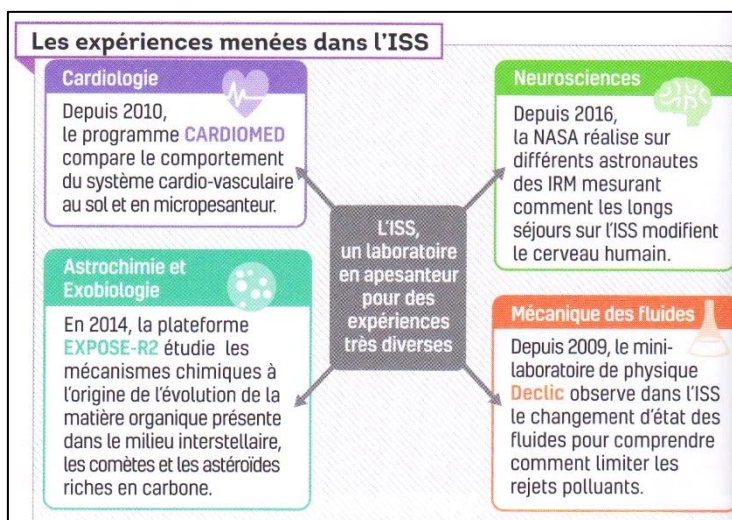 Les expériences menées dans l'ISS
Cardiologie
Depuis 2010,
le programme CARDIOMED
compare le comportement
du système cardio-vasculaire
au sol et en micropesanteur.
Neurosciences
Depuis 2016,
la NASA réalise sur
différents astronautes
des IRM mesurant
comment les longs
séjours sur l'ISS modifient
le cerveau humain.
L'ISS,
un laboratoire
en apesanteur
pour des
expériences
très diverses
Astrochimie et
Exobiologie
En 2014, la plateforme
EXPOSE-R2 étudie les
mécanismes chimiques à
l'origine de l'évolution de la
matière organique présente
dans le milieu interstellaire,
les comètes et les astéroïdes
riches en carbone.
Mécanique des fluides
Depuis 2009, le mini-
laboratoire de physique
Declic observe dans l'ISS
le changement d'état des
fluides pour comprendre
comment limiter les
rejets polluants.